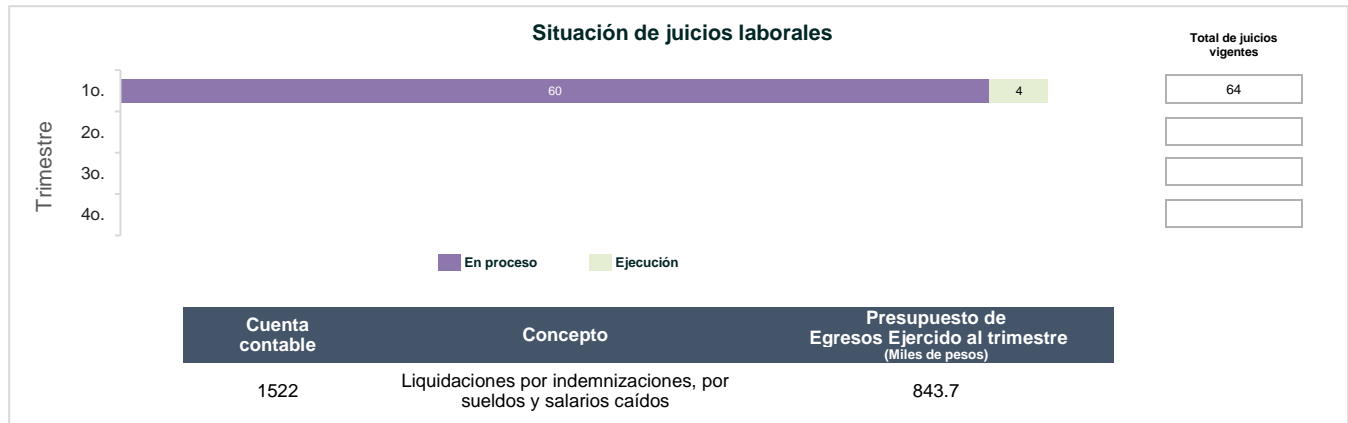 Situación de juicios laborales
Total de juicios
vigentes
Trimestre
1o.
60
4
64
2o.
3o.
4o.
En proceso
Ejecución
Cuenta
contable
Concepto
Presupuesto de
Egresos Ejercido al trimestre
(Miles de pesos)
1522
Liquidaciones por indemnizaciones, por
sueldos y salarios caídos
843.7